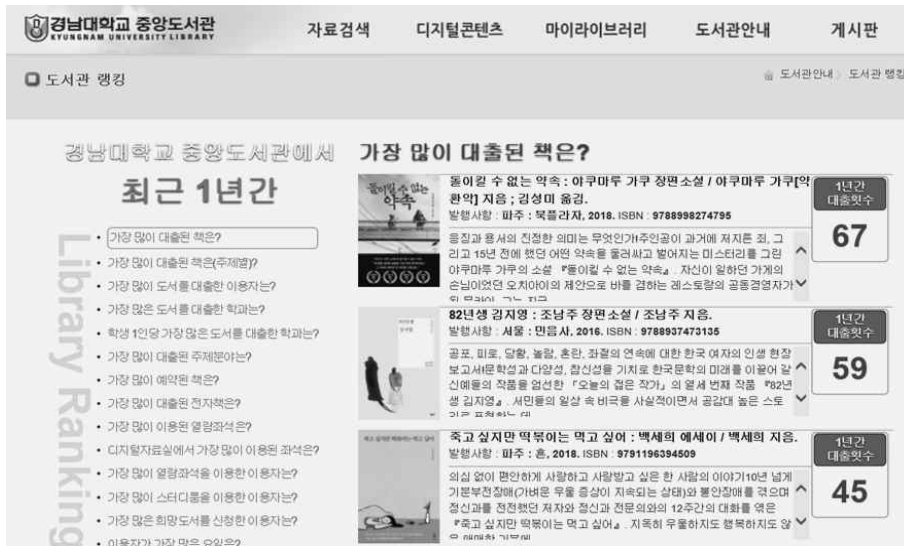 경남대학교 중앙도서관
KYUNGNAM UNIVERSITY LIBRARY
자료검색 디지털콘텐츠 마이라이브러리 도서관안내 게시판
도서관 랭킹
도서관안내 〉 도서관 랭킹
경남대학교 중앙도서관에서
최근 1년간
Library Ranking
• 가장 많이 대출된 책은?
• 가장 많이 대출된 책은(주제별)?
• 가장 많이 도서를 대출한 이용자는?
• 가장 많은 도서를 대출한 학과는?
• 학생 1인당 가장 많은 도서를 대출한 학과는?
• 가장 많이 대출된 주제분야는?
• 가장 많이 예약된 책은?
• 가장 많이 대출된 전자책은?
• 가장 많이 이용된 열람좌석은?
• 디지털자료실에서 가장 많이 이용된 좌석은?
• 가장 많이 열람좌석을 이용한 이용자는?
• 가장 많이 스터디룸을 이용한 이용자는?
• 가장 많은 희망도서를 신청한 이용자는?
• 이용자가 가장 많은 요일은?
가장 많이 대출된 책은?
돌이킬 수 없는 약속
돌이킬 수 없는 약속 : 야쿠마루 가쿠 장편소설 / 야쿠마루 가쿠[약
환악] 지음 ; 김성미 옮김.
발행사항 : 파주 : 북플라자, 2018. ISBN : 9788998274795
응징과 용서의 진정한 의미는 무엇인가!주인공이 과거에 저지른 죄, 그
리고 15년 전에 했던 어떤 약속을 둘러싸고 벌어지는 미스터리를 그린
야쿠마루 가쿠의 소설 『돌이킬 수 없는 약속』. 자신이 일하던 가게의
손님이었던 오치아이의 제안으로 바를 겸하는 레스토랑의 공동경영자가
1년간
대출횟수
67
82년생 김지영 : 조남주 장편소설 / 조남주 지음.
발행사항 : 서울 : 민음사, 2016. ISBN : 9788937473135
공포, 피로, 당황, 놀람, 혼란, 좌절의 연속에 대한 한국 여자의 인생 현장
보고서!문학성과 다양성, 참신성을 기치로 한국문학의 미래를 이끌어 갈
신예들의 작품을 엄선한 「오늘의 젊은 작가」의 열세 번째 작품 『82년
생 김지영』. 서민들의 일상 속 비극을 사실적이면서 공감대 높은 스토
1년간
대출횟수
59
죽고 싶지만 떡볶이는 먹고 싶어
죽고 싶지만 떡볶이는 먹고 싶어 : 백세희 에세이 / 백세희 지음.
발행사항 : 파주 : 흔, 2018. ISBN : 9791196394509
의심 없이 편안하게 사랑하고 사랑받고 싶은 한 사람의 이야기10년 넘게
기분부전장애(가벼운 우울 증상이 지속되는 상태)와 불안장애를 겪으며
정신과를 전전했던 저자와 정신과 전문의와의 12주간의 대화를 엮은
『죽고 싶지만 떡볶이는 먹고 싶어』. 지독히 우울하지도 행복하지도 않
1년간
대출횟수
45